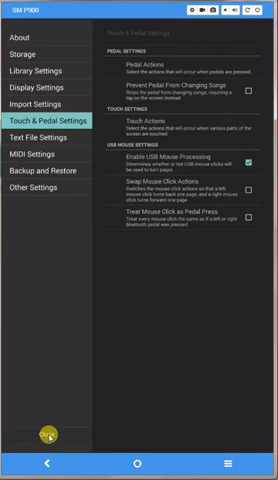 SM P900
About
Storage
Library Settings
Display Settings
Import Settings
Touch & Pedal Settings
Text File Settings
MIDI Settings
Backup and Restore
Other Settings
Close
Touch & Pedal Settings
PEDAL SETTINGS
Pedal Actions
Select the actions that will occur when pedals are pressed.
Prevent Pedal From Changing Songs
Stops the pedal from changing songs, requiring a
tap on the screen instead
TOUCH SETTINGS
Touch Actions
Select the actions that will occur when various parts of the
screen are touched
USB MOUSE SETTINGS
Enable USB Mouse Processing
Determines whether or not USB mouse clicks will
be used to turn pages
Swap Mouse Click Actions
Switches the mouse click actions so that a left
mouse click turns back one page, and a right mouse
click turns forward one page
Treat Mouse Click as Pedal Press
Treat every mouse click the same as if a left or right
bluetooth pedal was pressed